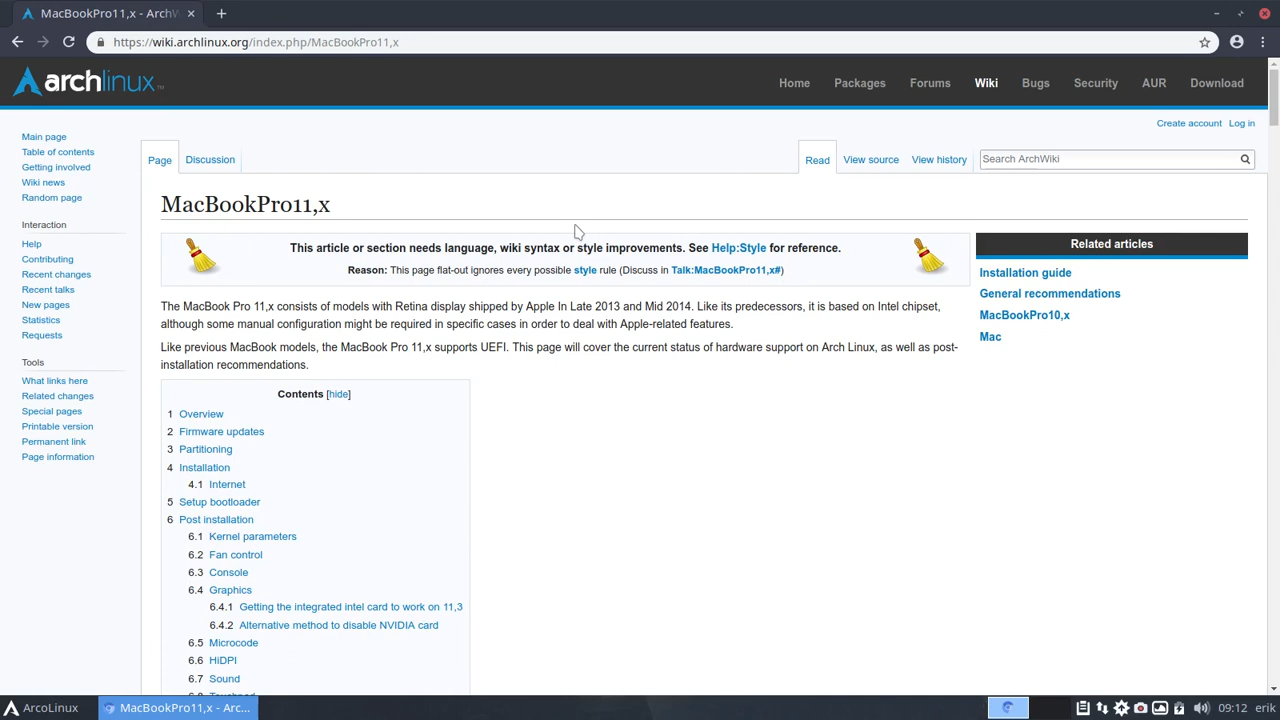 MacBookPro11,x - ArchW
https://wiki.archlinux.org/index.php/MacBookPro11,x
archlinux
Home Packages Forums Wiki Bugs Security AUR Download
Create account Log in
Main page
Table of contents
Getting involved
Wiki news
Random page
Interaction
Help
Contributing
Recent changes
Recent talks
New pages
Statistics
Requests
Tools
What links here
Related changes
Special pages
Printable version
Permanent link
Page information
Page Discussion
Read View source View history Search ArchWiki
MacBookPro11,x
This article or section needs language, wiki syntax or style improvements. See Help:Style for reference.
Reason: This page flat-out ignores every possible style rule (Discuss in Talk:MacBookPro11,x#)
Related articles
Installation guide
General recommendations
MacBookPro10,x
Mac
The MacBook Pro 11,x consists of models with Retina display shipped by Apple In Late 2013 and Mid 2014. Like its predecessors, it is based on Intel chipset,
although some manual configuration might be required in specific cases in order to deal with Apple-related features.
Like previous MacBook models, the MacBook Pro 11,x supports UEFI. This page will cover the current status of hardware support on Arch Linux, as well as post-
installation recommendations.
Contents [hide]
1 Overview
2 Firmware updates
3 Partitioning
4 Installation
4.1 Internet
5 Setup bootloader
6 Post installation
6.1 Kernel parameters
6.2 Fan control
6.3 Console
6.4 Graphics
6.4.1 Getting the integrated intel card to work on 11,3
6.4.2 Alternative method to disable NVIDIA card
6.5 Microcode
6.6 HiDPI
6.7 Sound
ArcoLinux MacBookPro11,x - Arc... 09:12 erik